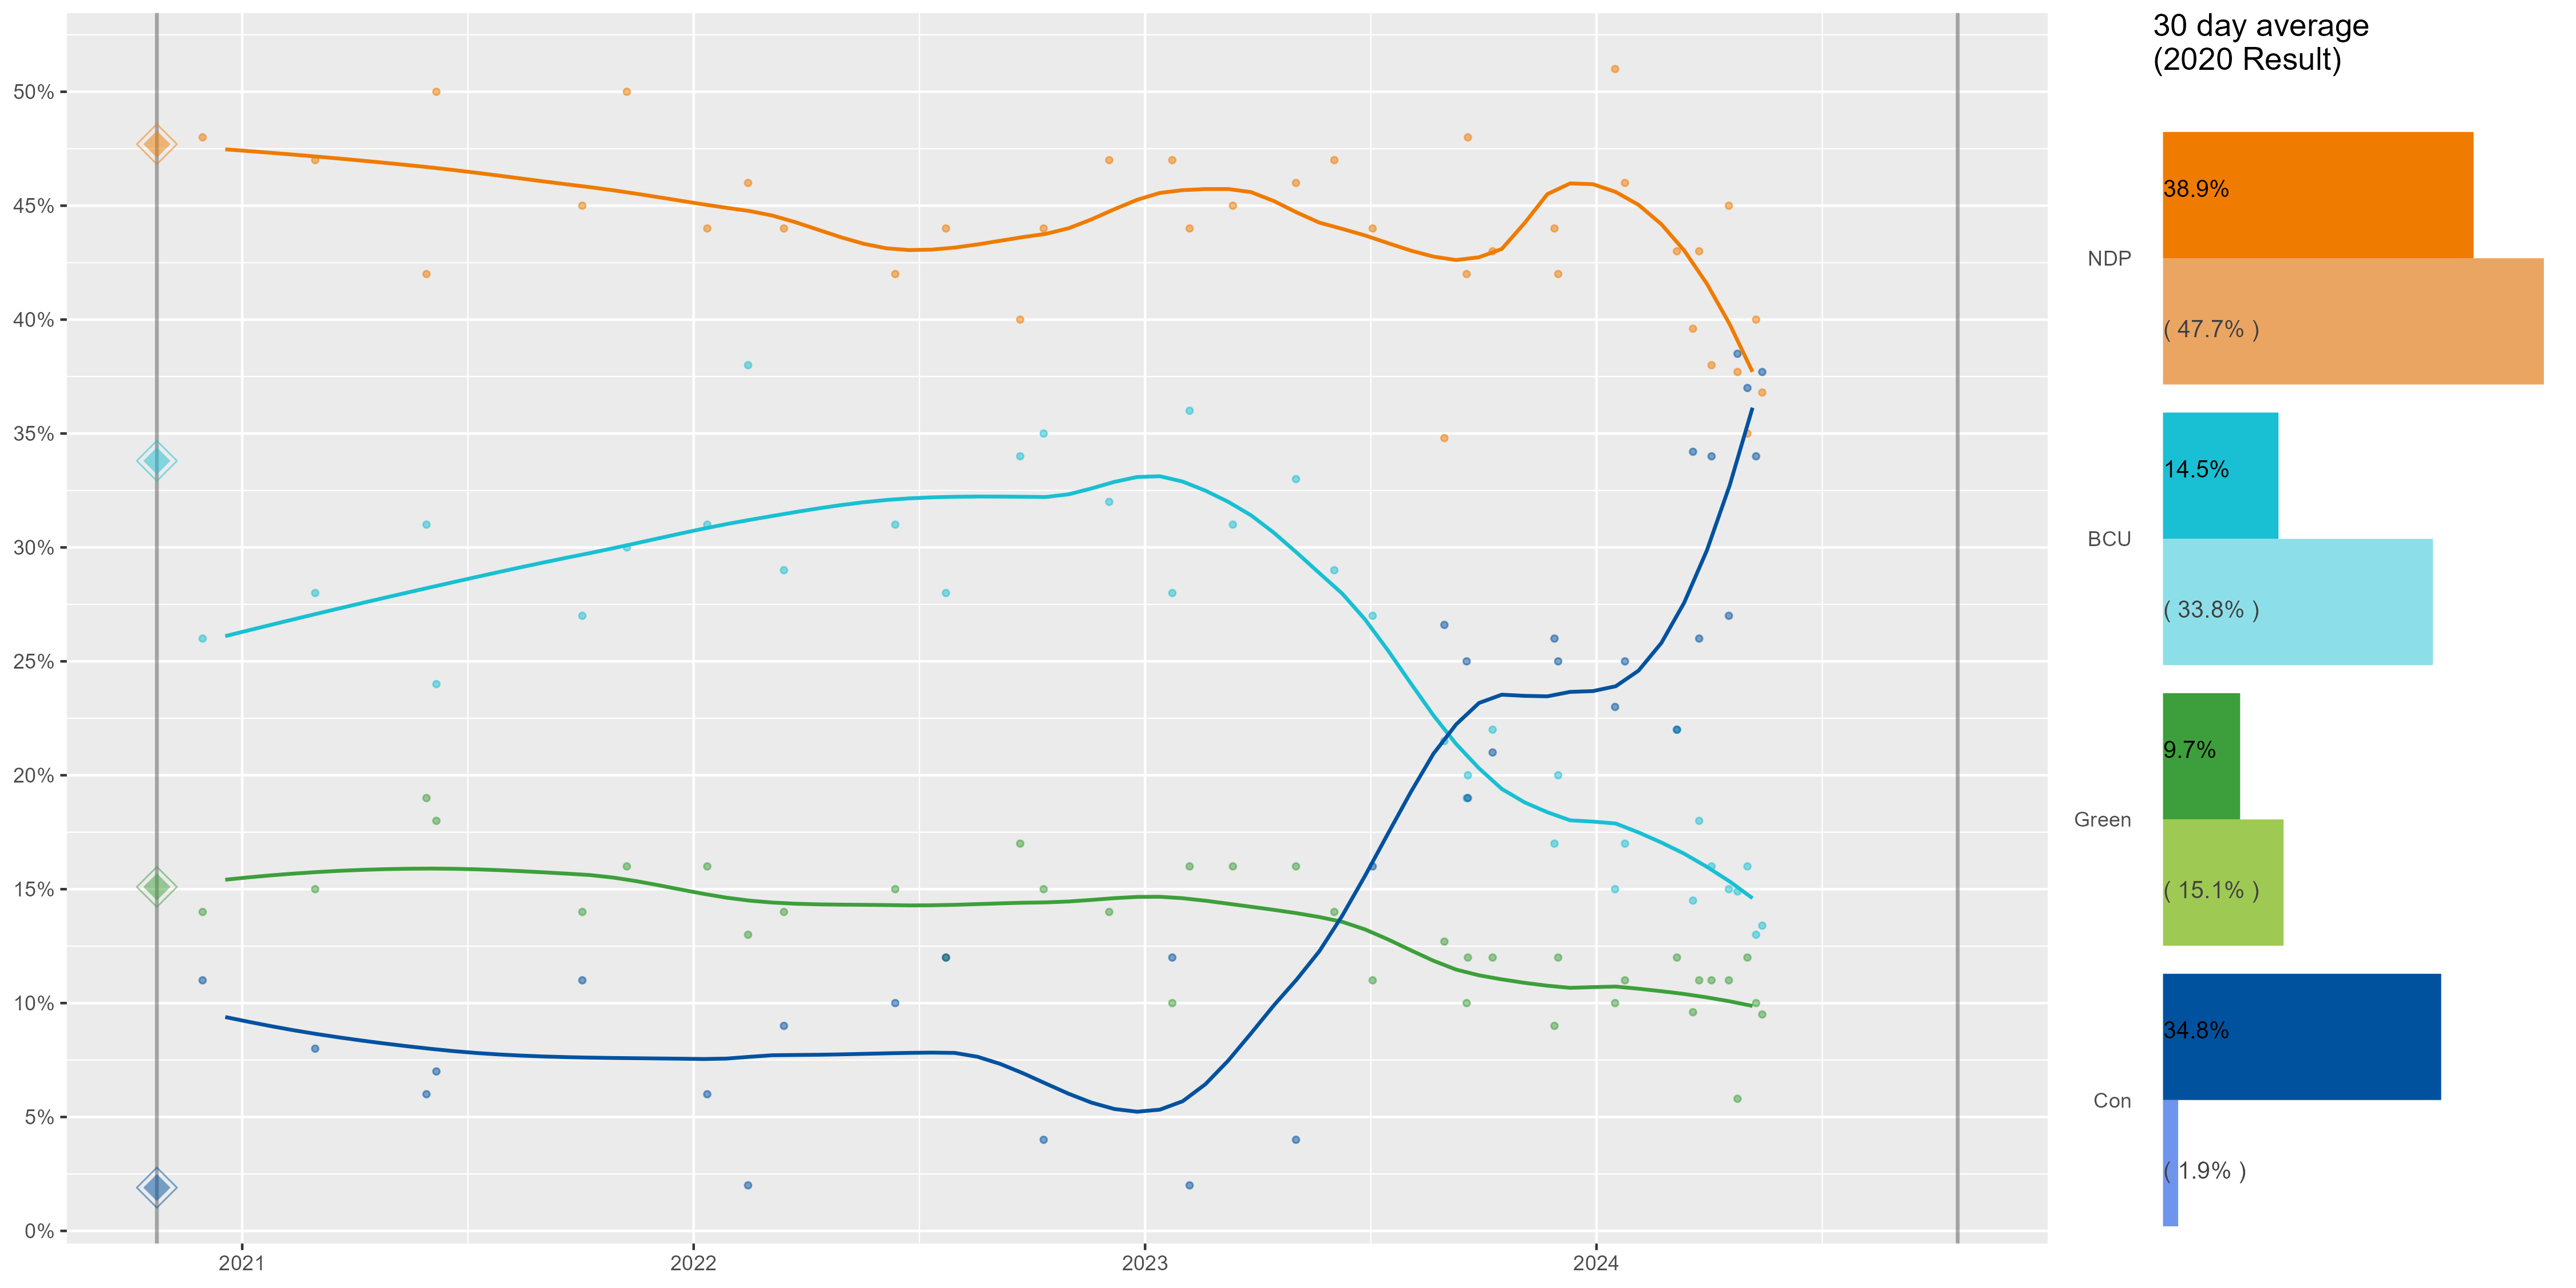 50%
45%
40%
35%
30%
25%
20%
15%
10%
5%
0%
2021
2022
2023
2024
30 day average
(2020 Result)
NDP
38.9%
( 47.7% )
BCU
14.5%
( 33.8% )
Green
9.7%
( 15.1% )
Con
34.8%
( 1.9% )